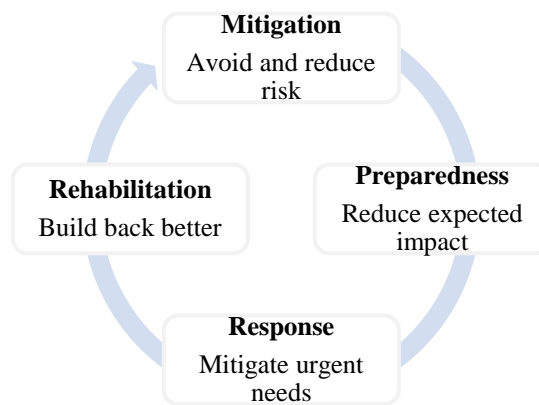 Mitigation
Avoid and reduce
risk
Preparedness
Reduce expected
impact
Response
Mitigate urgent
needs
Rehabilitation
Build back better